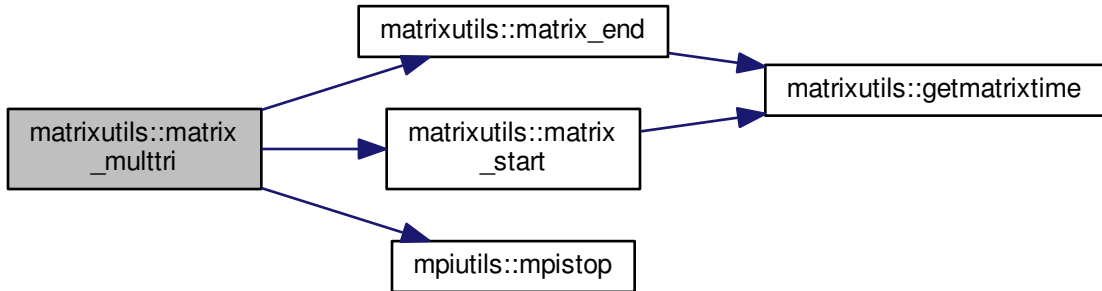 matrixutils::matrix_end
matrixutils::getmatrixtime
matrixutils::matrix
_multtri
matrixutils::matrix
_start
mpiutils::mpistop